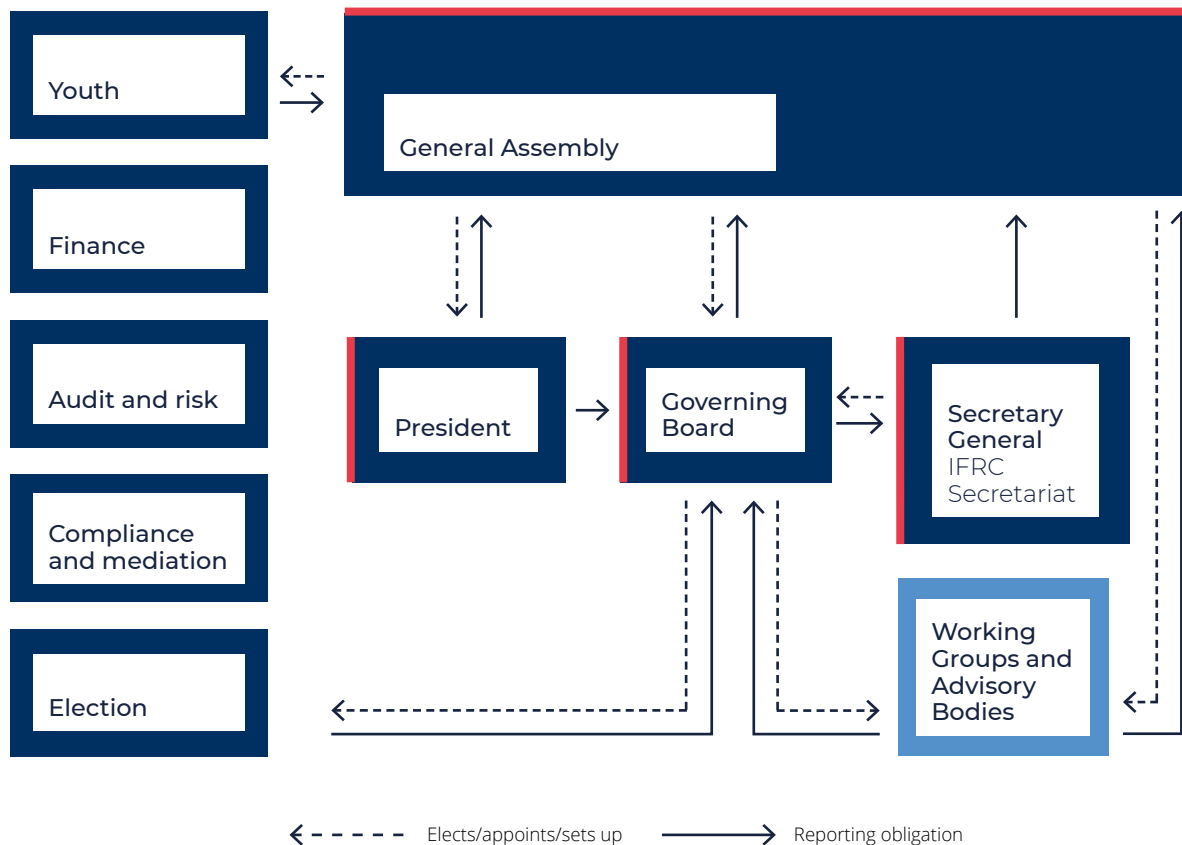 Youth
General Assembly
Finance
Audit and risk
Compliance
and mediation
Election
President
Governing
Board
Secretary
General
IFRC
Secretariat
Working
Groups and
Advisory
Bodies
Elects/appoints/sets up
Reporting obligation